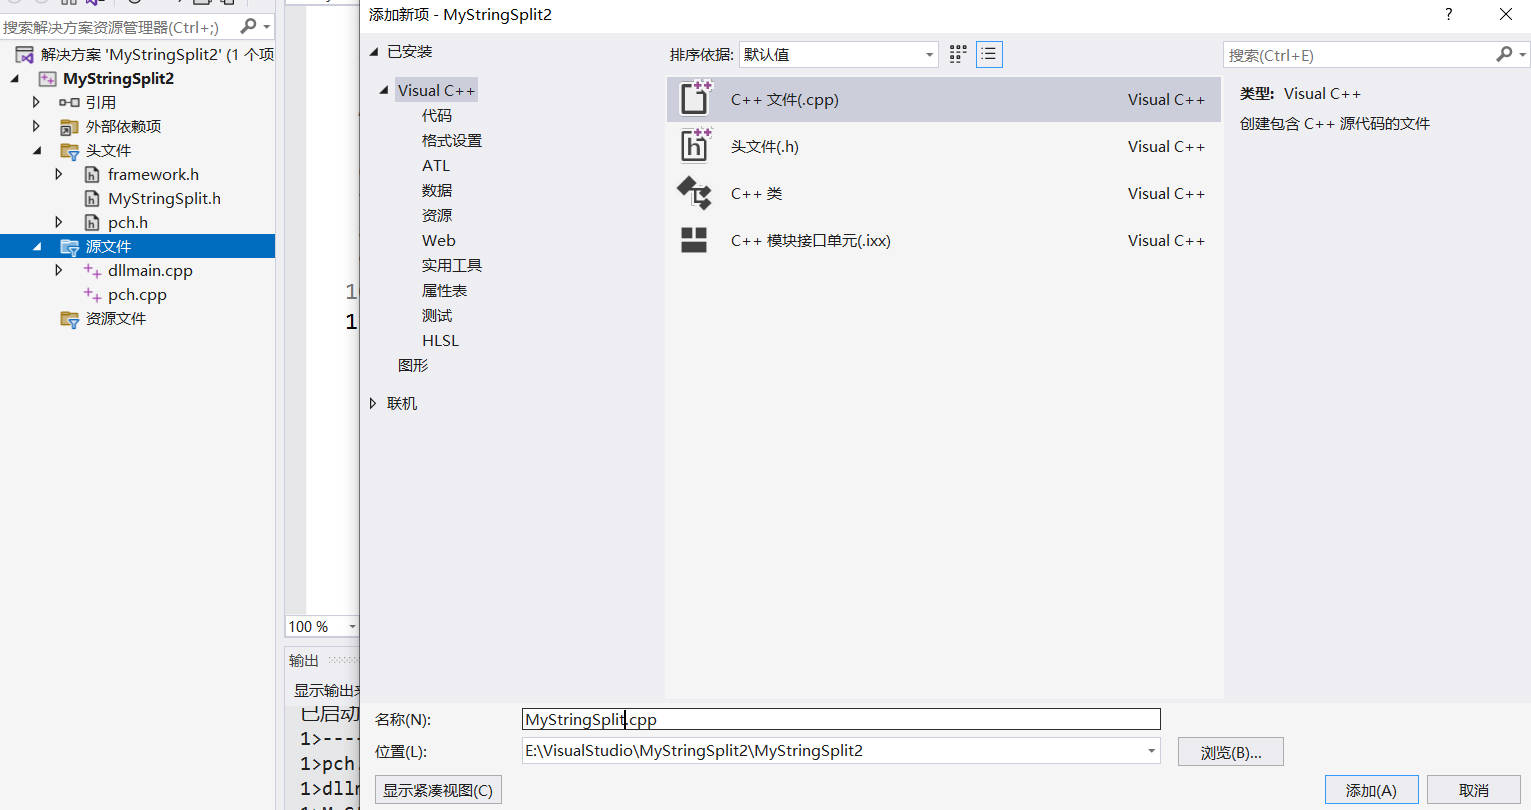 搜索解决方案资源管理器(Ctrl+;)
解决方案 'MyStringSplit2' (1 个项
MyStringSplit2
引用
外部依赖项
头文件
framework.h
MyStringSplit.h
pch.h
源文件
dllmain.cpp
pch.cpp
资源文件
1
1
100 %
输出
显示输出来
已启动
1>----
1>pch.
1>dllm
添加新项 - MyStringSplit2
?
已安装
Visual C++
代码
格式设置
ATL
数据
资源
Web
实用工具
属性表
测试
HLSL
图形
联机
排序依据: 默认值
C++ 文件(.cpp) Visual C++
头文件(.h) Visual C++
C++ 类 Visual C++
C++ 模块接口单元(.ixx) Visual C++
搜索(Ctrl+E)
类型: Visual C++
创建包含 C++ 源代码的文件
名称(N): MyStringSplit.cpp
位置(L): E:\VisualStudio\MyStringSplit2\MyStringSplit2
浏览(B)...
显示紧凑视图(C)
添加(A)
取消